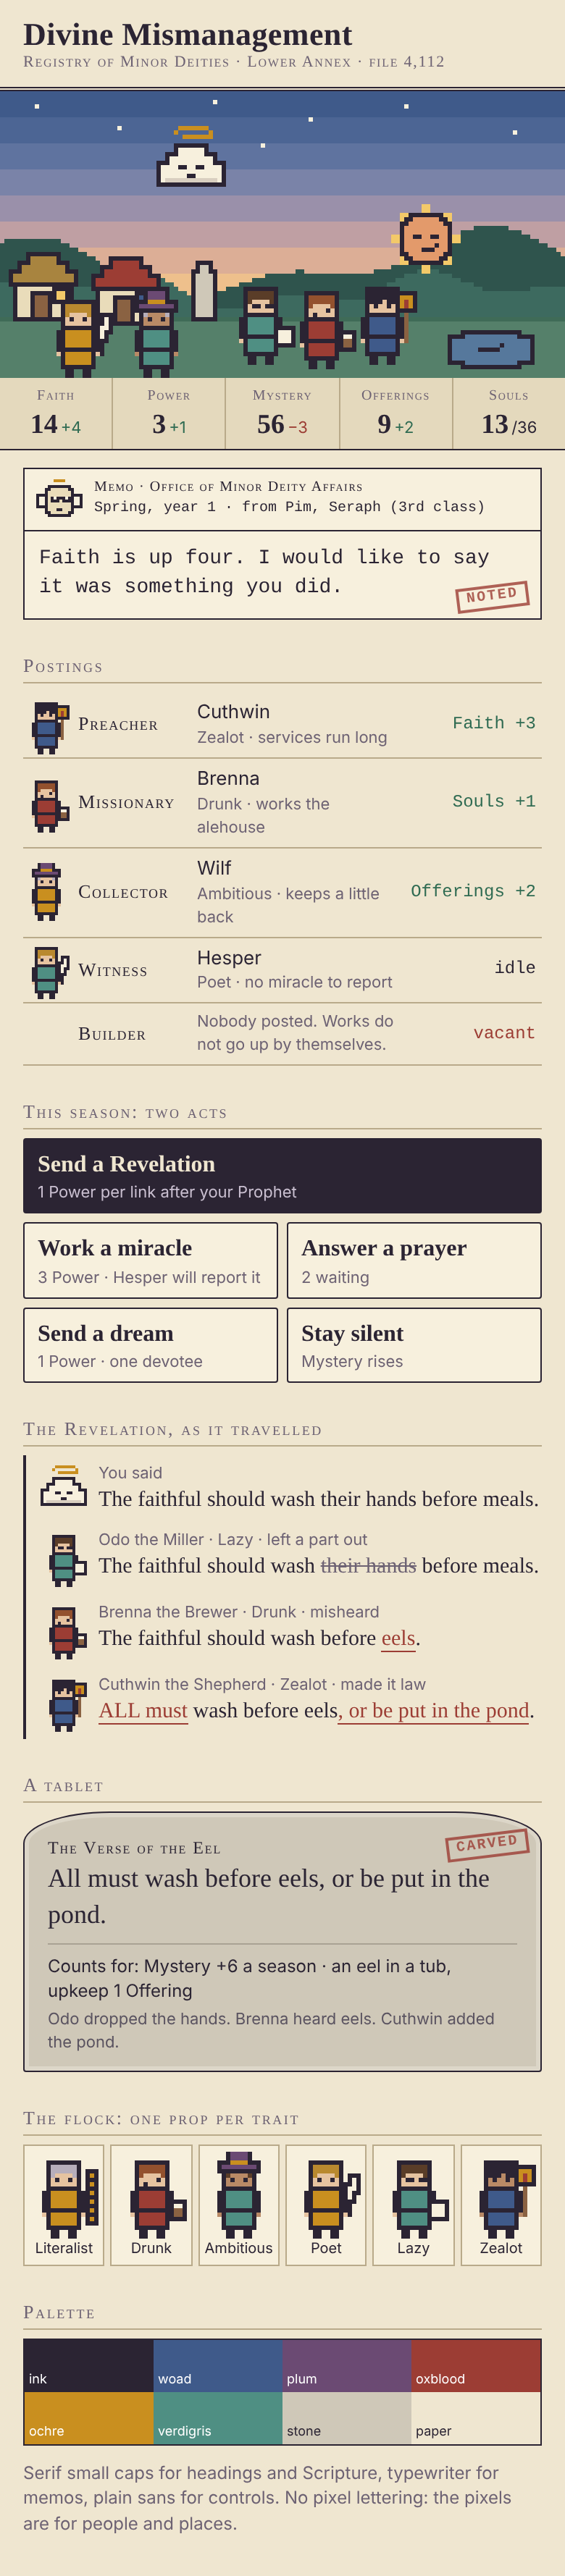 Divine Mismanagement
Registry of Minor Deities · Lower Annex · file 4,112
Faith
14 +4
Power
3 +1
Mystery
56 −3
Offerings
9 +2
Souls
13 /36
Memo · Office of Minor Deity Affairs
Spring, year 1 · from Pim, Seraph (3rd class)
Faith is up four. I would like to say
it was something you did.
NOTED
Postings
Preacher
Cuthwin
Zealot · services run long
Faith +3
Missionary
Brenna
Drunk · works the
alehouse
Souls +1
Collector
Wilf
Ambitious · keeps a little
back
Offerings +2
Witness
Hesper
Poet · no miracle to report
idle
Builder
Nobody posted. Works do
not go up by themselves.
vacant
This season: two acts
Send a Revelation
1 Power per link after your Prophet
Work a miracle
3 Power · Hesper will report it
Answer a prayer
2 waiting
Send a dream
1 Power · one devotee
Stay silent
Mystery rises
The Revelation, as it travelled
You said
The faithful should wash their hands before meals.
Odo the Miller · Lazy · left a part out
The faithful should wash their hands before meals.
Brenna the Brewer · Drunk · misheard
The faithful should wash before eels.
Cuthwin the Shepherd · Zealot · made it law
ALL must wash before eels, or be put in the pond.
A tablet
The Verse of the Eel
CARVED
All must wash before eels, or be put in the
pond.
Counts for: Mystery +6 a season · an eel in a tub,
upkeep 1 Offering
Odo dropped the hands. Brenna heard eels. Cuthwin added
the pond.
The flock: one prop per trait
Literalist
Drunk
Ambitious
Poet
Lazy
Zealot
Palette
ink
woad
plum
oxblood
ochre
verdigris
stone
paper
Serif small caps for headings and Scripture, typewriter for
memos, plain sans for controls. No pixel lettering: the pixels
are for people and places.